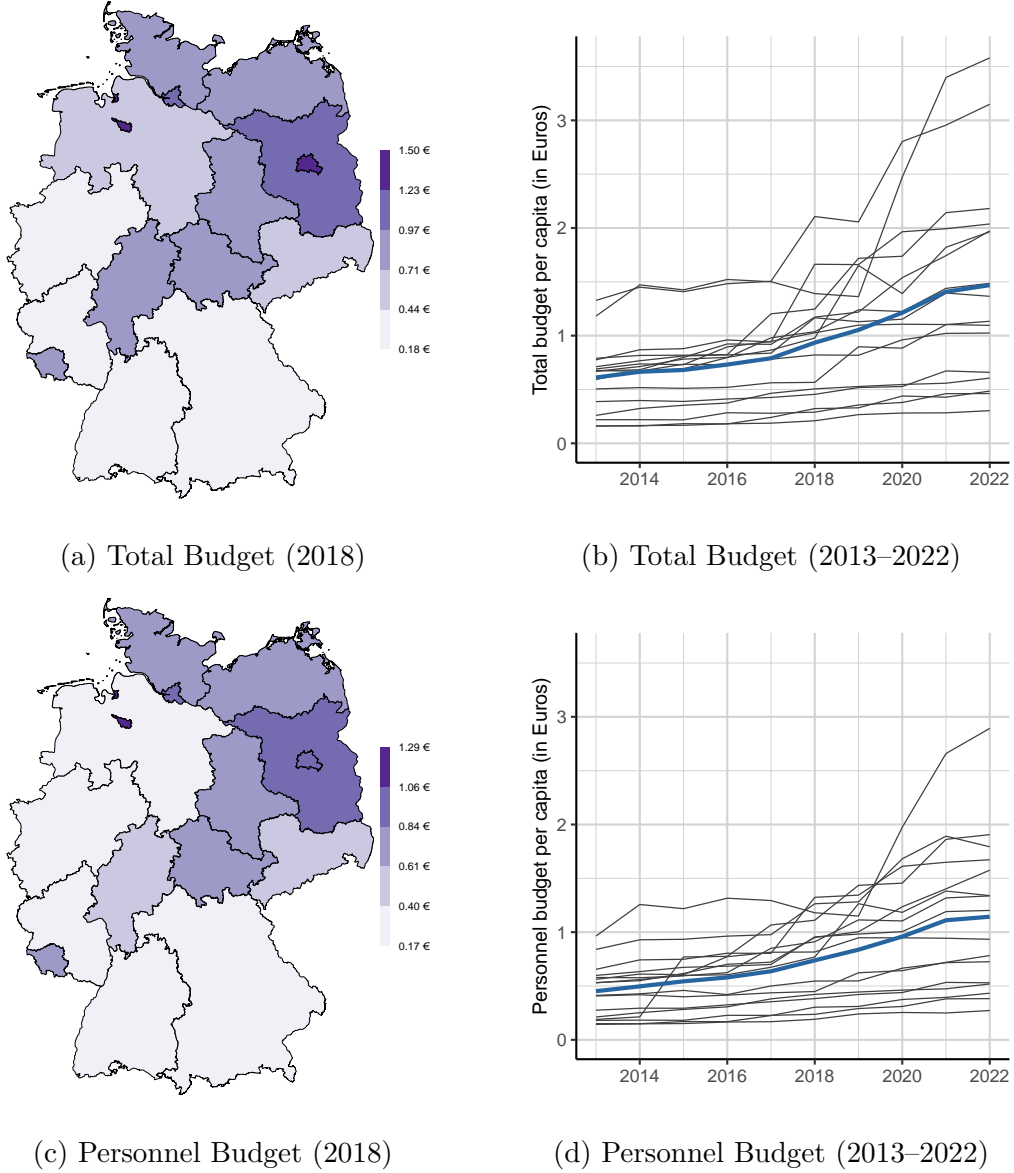 1.50 €
1.23 €
0.97 €
0.71 €
0.44 €
0.18 €
Total budget per capita (in Euros)
3
2
1
0
2014 2016 2018 2020 2022
(a) Total Budget (2018)
(b) Total Budget (2013–2022)
1.29 €
1.06 €
0.84 €
0.61 €
0.40 €
0.17 €
Personnel budget per capita (in Euros)
3
2
1
0
2014 2016 2018 2020 2022
(c) Personnel Budget (2018)
(d) Personnel Budget (2013–2022)